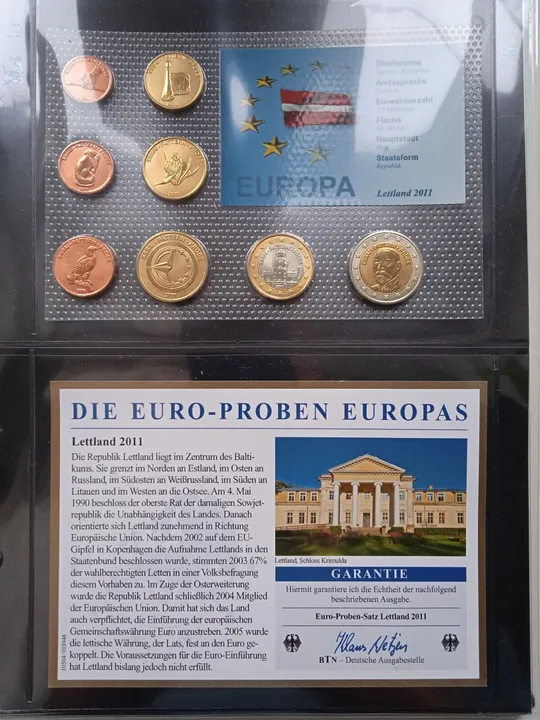 Staatsname
Amtssprache
Einwohnerzahl
Fläche
Hauptstadt
Staatsform
Republik
EUROPA
Lettland 2011
DIE EURO-PROBEN EUROPAS
Lettland 2011
Die Republik Lettland liegt im Zentrum des Balti-
kums. Sie grenzt im Norden an Estland, im Osten an
Russland, im Südosten an Weißrussland, im Süden an
Litauen und im Westen an die Ostsee. Am 4. Mai
1990 beschloss der oberste Rat der damaligen Sowjet-
republik die Unabhängigkeit des Landes. Danach
orientierte sich Lettland zunehmend in Richtung
Europäische Union. Nachdem 2002 auf dem EU-
Gipfel in Kopenhagen die Aufnahme Lettlands in den
Staatenbund beschlossen wurde, stimmten 2003 67%
der wahlberechtigten Letten in einer Volksbefragung
diesem Vorhaben zu. Im Zuge der Osterweiterung
wurde die Republik Lettland schließlich 2004 Mitglied
der Europäischen Union. Damit hat sich das Land
auch verpflichtet, die Einführung der europäischen
Gemeinschaftswährung Euro anzustreben. 2005 wurde
die lettische Währung, der Lats, fest an den Euro ge-
koppelt. Die Voraussetzungen für die Euro-Einführung
hat Lettland bislang jedoch nicht erfüllt.
Lettland, Schloss Krimulda
GARANTIE
Hiermit garantiere ich die Echtheit der nachfolgend
beschriebenen Ausgabe.
Euro-Proben-Satz Lettland 2011
BTN – Deutsche Ausgabestelle